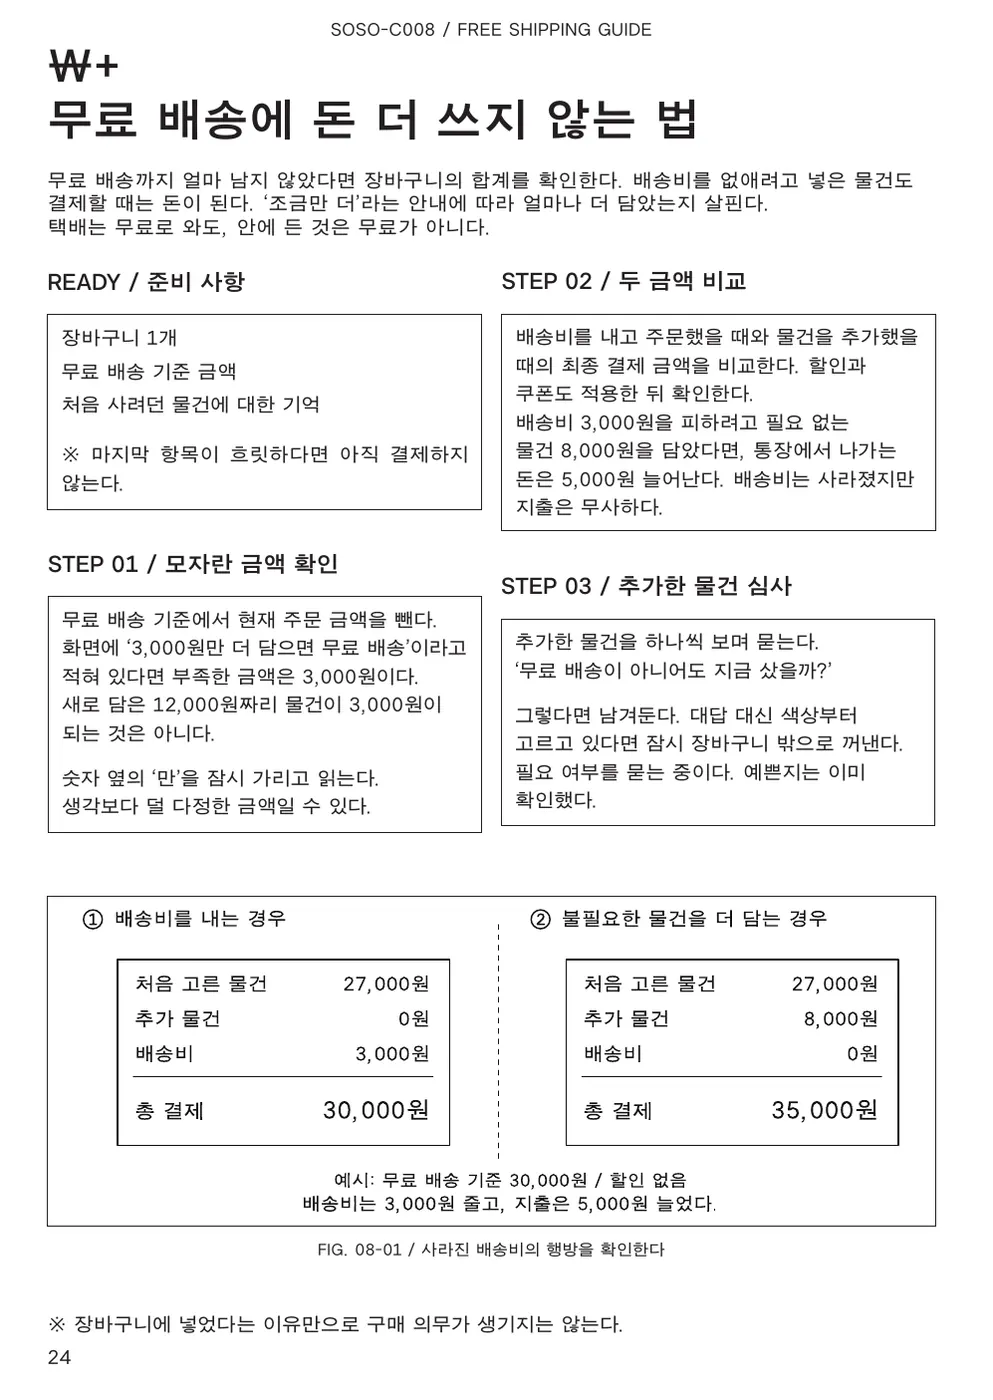 SOSO-C008 / FREE SHIPPING GUIDE
₩+
무료 배송에 돈 더 쓰지 않는 법
무료 배송까지 얼마 남지 않았다면 장바구니의 합계를 확인한다. 배송비를 없애려고 넣은 물건도
결제할 때는 돈이 된다. ‘조금만 더’라는 안내에 따라 얼마나 더 담았는지 살핀다.
택배는 무료로 와도, 안에 든 것은 무료가 아니다.
READY / 준비 사항
장바구니 1개
무료 배송 기준 금액
처음 사려던 물건에 대한 기억
※ 마지막 항목이 흐릿하다면 아직 결제하지
않는다.
STEP 01 / 모자란 금액 확인
무료 배송 기준에서 현재 주문 금액을 뺀다.
화면에 ‘3,000원만 더 담으면 무료 배송’이라고
적혀 있다면 부족한 금액은 3,000원이다.
새로 담은 12,000원짜리 물건이 3,000원이
되는 것은 아니다.
숫자 옆의 ‘만’을 잠시 가리고 읽는다.
생각보다 덜 다정한 금액일 수 있다.
STEP 02 / 두 금액 비교
배송비를 내고 주문했을 때와 물건을 추가했을
때의 최종 결제 금액을 비교한다. 할인과
쿠폰도 적용한 뒤 확인한다.
배송비 3,000원을 피하려고 필요 없는
물건 8,000원을 담았다면, 통장에서 나가는
돈은 5,000원 늘어난다. 배송비는 사라졌지만
지출은 무사하다.
STEP 03 / 추가한 물건 심사
추가한 물건을 하나씩 보며 묻는다.
‘무료 배송이 아니어도 지금 샀을까?’
그렇다면 남겨둔다. 대답 대신 색상부터
고르고 있다면 잠시 장바구니 밖으로 꺼낸다.
필요 여부를 묻는 중이다. 예쁜지는 이미
확인했다.
① 배송비를 내는 경우
처음 고른 물건 27,000원
추가 물건 0원
배송비 3,000원
총 결제 30,000원
② 불필요한 물건을 더 담는 경우
처음 고른 물건 27,000원
추가 물건 8,000원
배송비 0원
총 결제 35,000원
예시: 무료 배송 기준 30,000원 / 할인 없음
배송비는 3,000원 줄고, 지출은 5,000원 늘었다.
FIG. 08-01 / 사라진 배송비의 행방을 확인한다
※ 장바구니에 넣었다는 이유만으로 구매 의무가 생기지는 않는다.
24